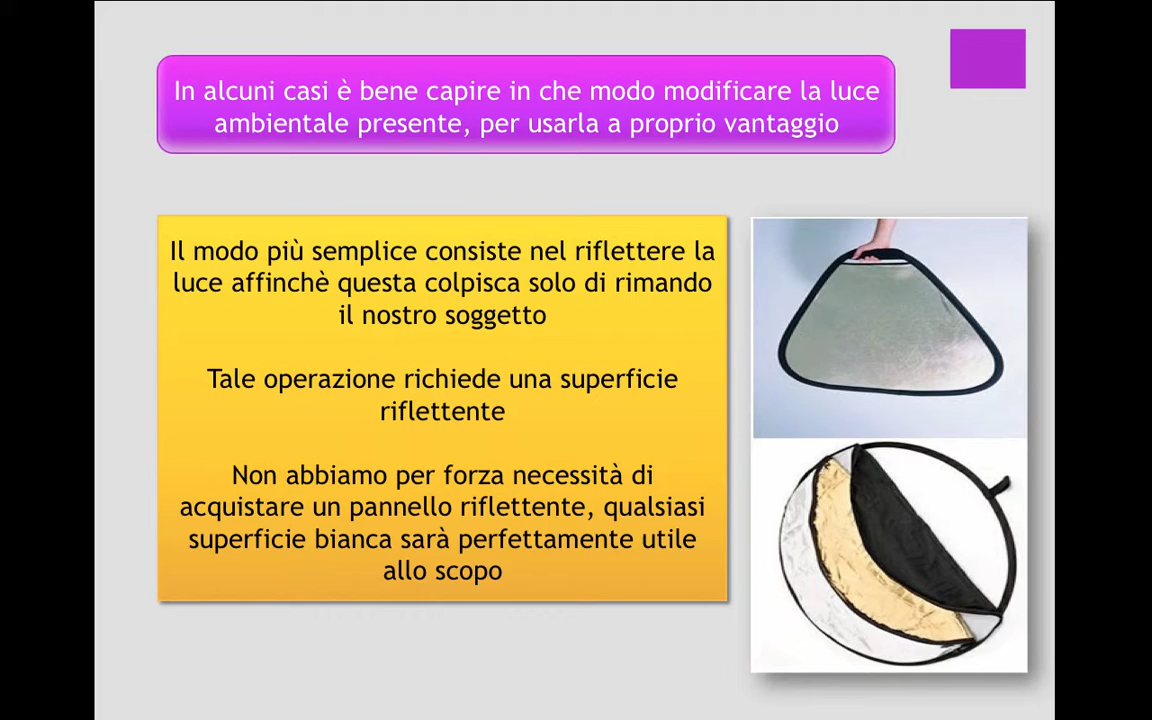 In alcuni casi è bene capire in che modo modificare la luce
ambientale presente, per usarla a proprio vantaggio
Il modo più semplice consiste nel riflettere la
luce affinchè questa colpisca solo di rimando
il nostro soggetto
Tale operazione richiede una superficie
riflettente
Non abbiamo per forza necessità di
acquistare un pannello riflettente, qualsiasi
superficie bianca sarà perfettamente utile
allo scopo